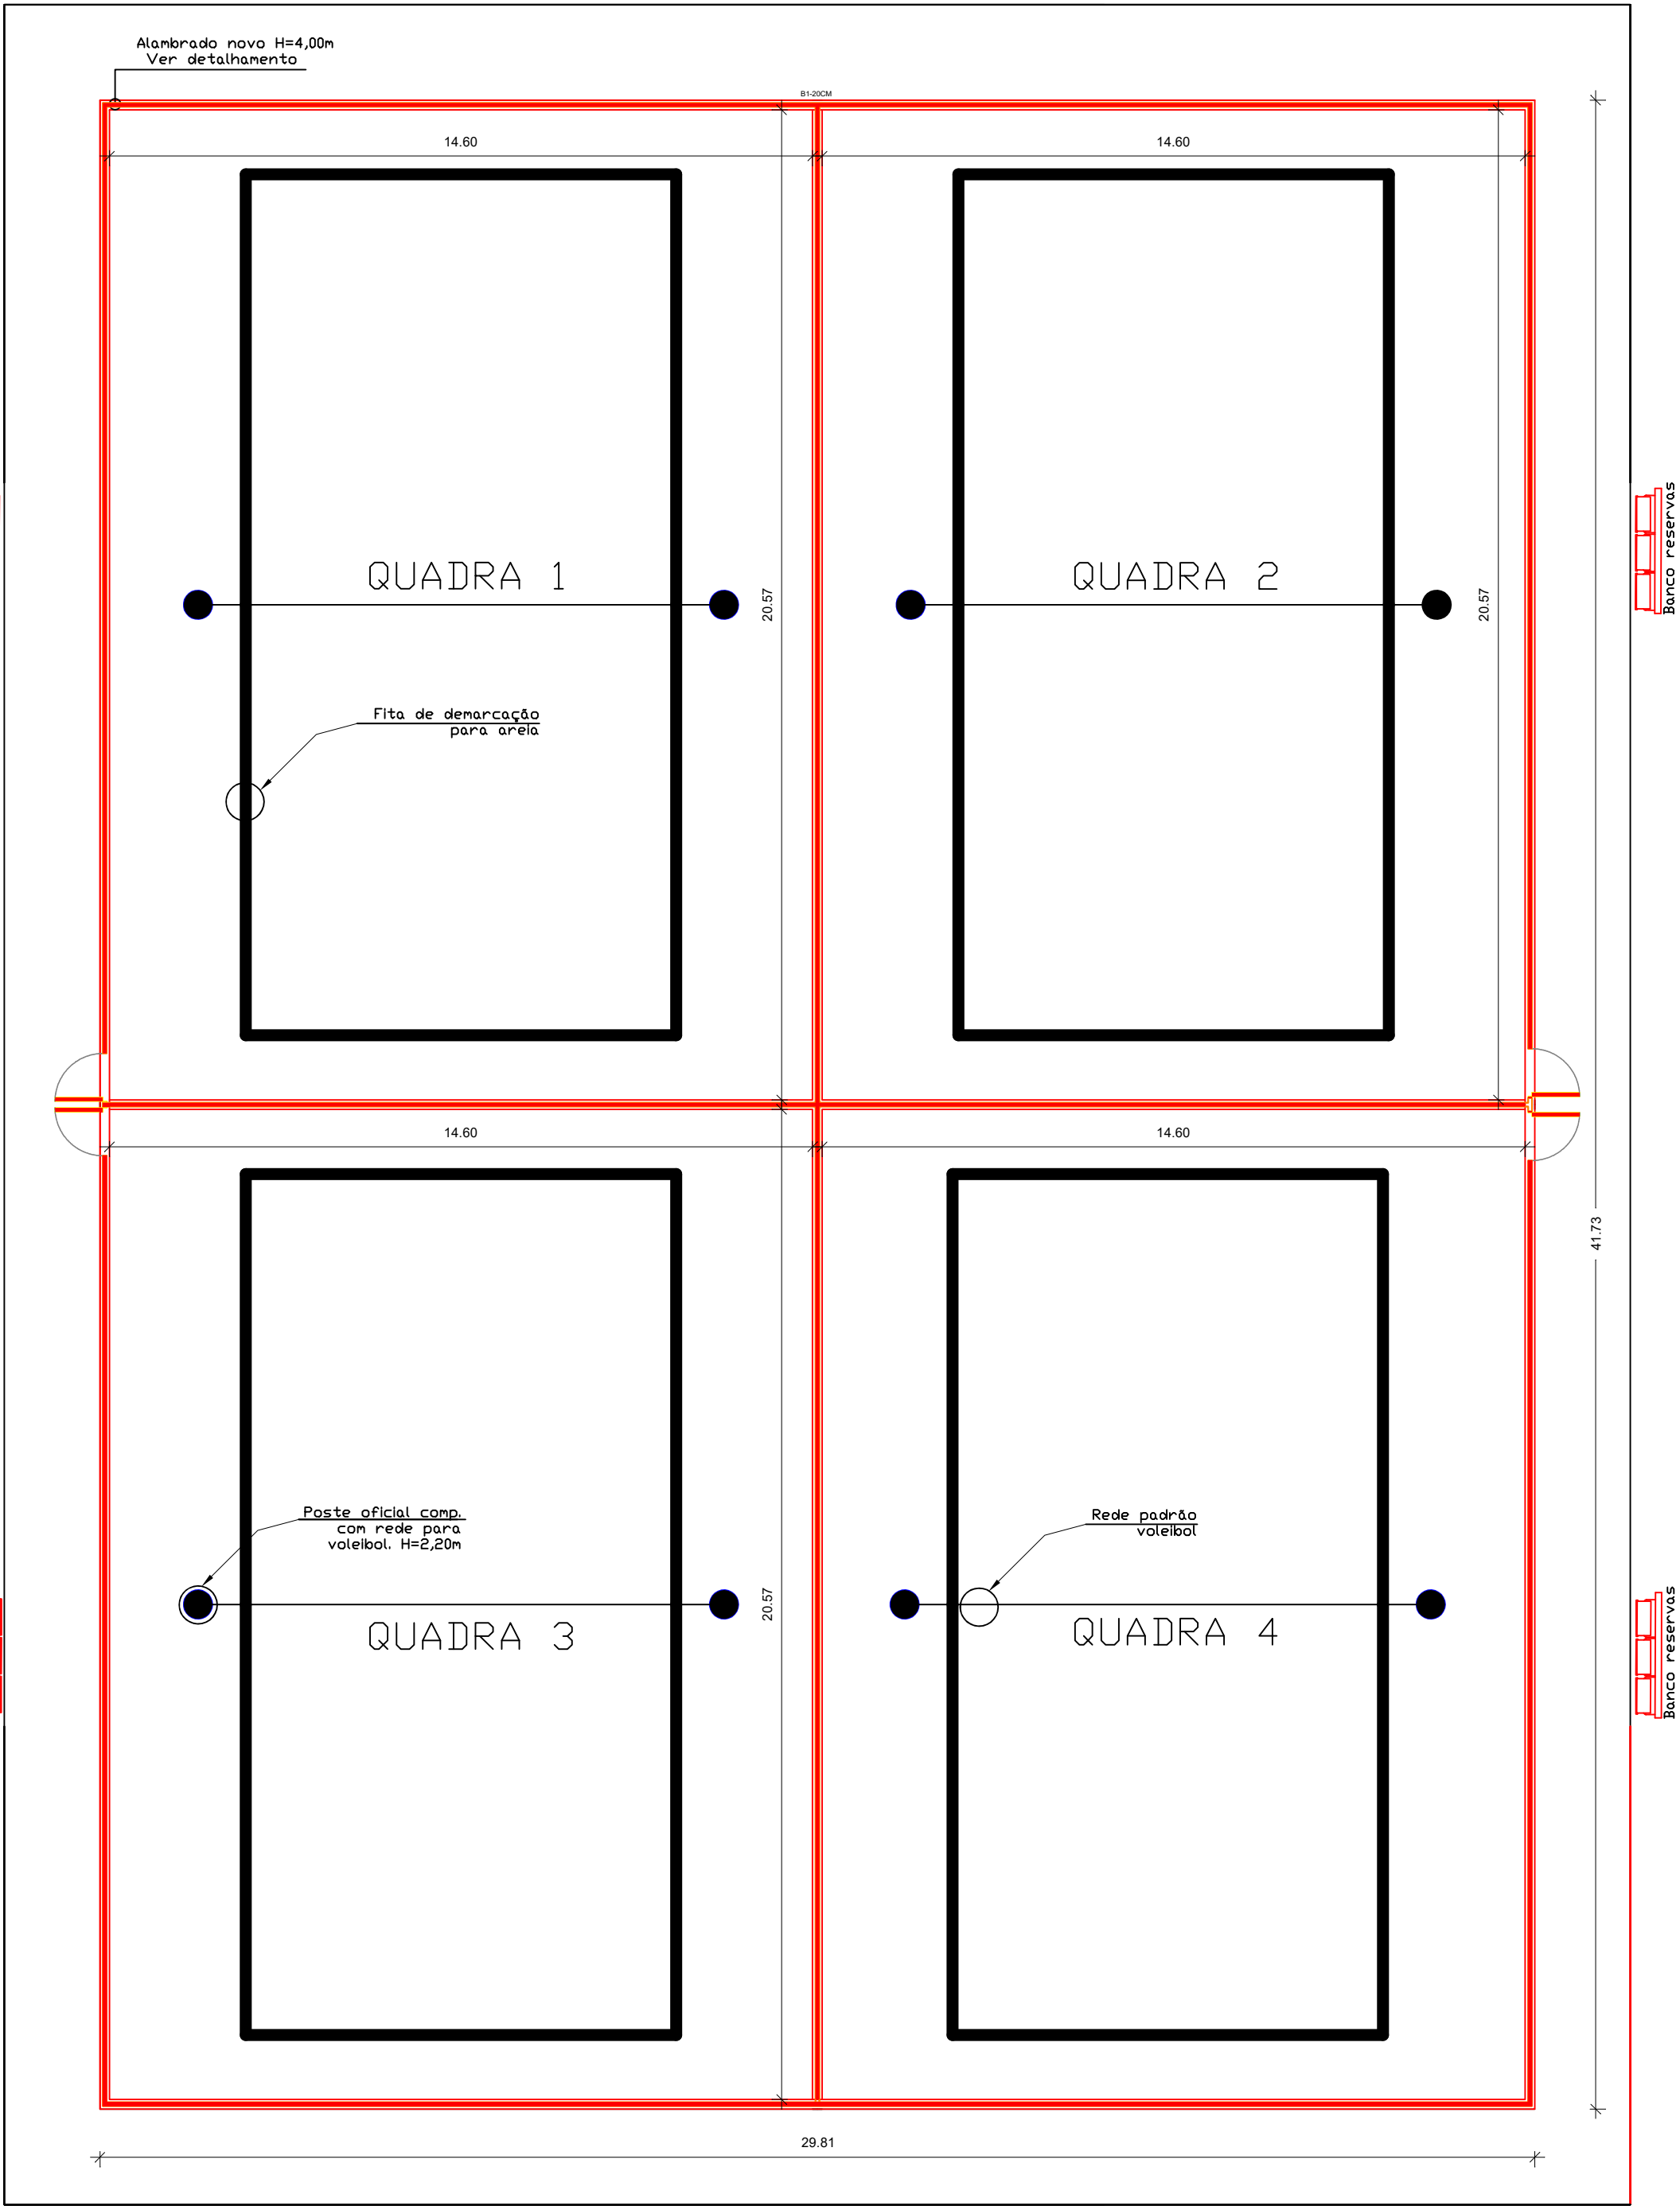 Alambrado novo H=4,00m
Ver detalhamento
B1-20CM
14.60
14.60
QUADRA 1
QUADRA 2
20.57
20.57
Banco reservas
Fita de demarcação
para areia
14.60
14.60
41.73
Poste oficial comp.
com rede para
voleibol. H=2,20m
Rede padrão
voleibol
20.57
QUADRA 3
QUADRA 4
Banco reservas
29.81